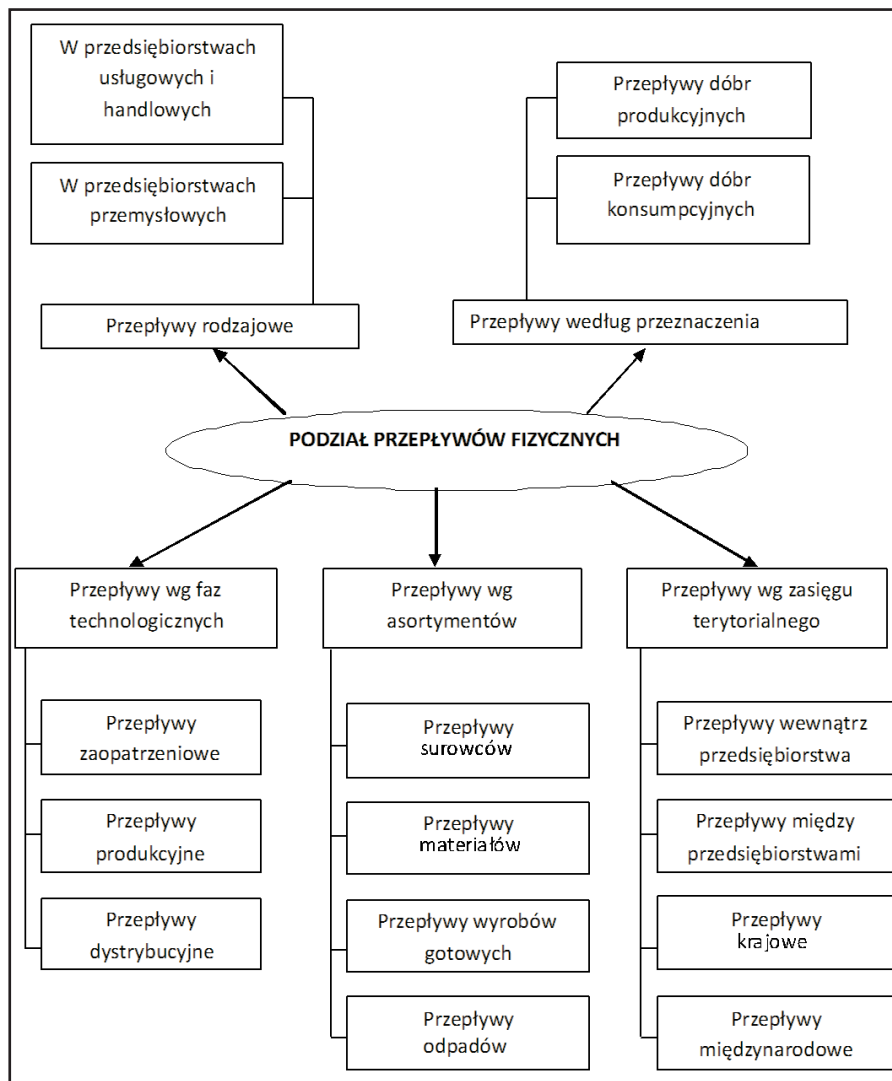 W przedsiębiorstwach
usługowych i
handlowych
W przedsiębiorstwach
przemysłowych
Przepływy rodzajowe
Przepływy dóbr
produkcyjnych
Przepływy dóbr
konsumpcyjnych
Przepływy według przeznaczenia
PODZIAŁ PRZEPŁYWÓW FIZYCZNYCH
Przepływy wg faz
technologicznych
Przepływy
zaopatrzeniowe
Przepływy
produkcyjne
Przepływy
dystrybucyjne
Przepływy wg
asortymentów
Przepływy
surowców
Przepływy
materiałów
Przepływy wyrobów
gotowych
Przepływy
odpadów
Przepływy wg zasięgu
terytorialnego
Przepływy wewnątrz
przedsiębiorstwa
Przepływy między
przedsiębiorstwami
Przepływy
krajowe
Przepływy
międzynarodowe